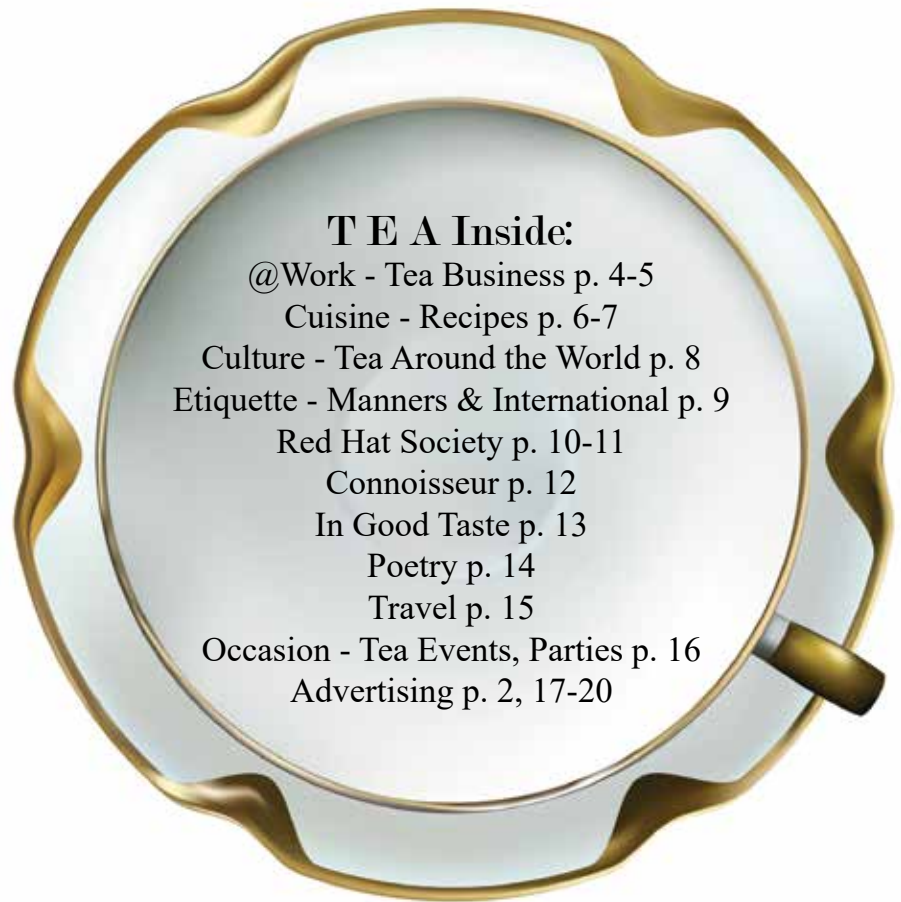 T E A Inside:
@Work - Tea Business p. 4-5
Cuisine - Recipes p. 6-7
Culture - Tea Around the World p. 8
Etiquette - Manners & International p. 9
Red Hat Society p. 10-11
Connoisseur p. 12
In Good Taste p. 13
Poetry p. 14
Travel p. 15
Occasion - Tea Events, Parties p. 16
Advertising p. 2, 17-20